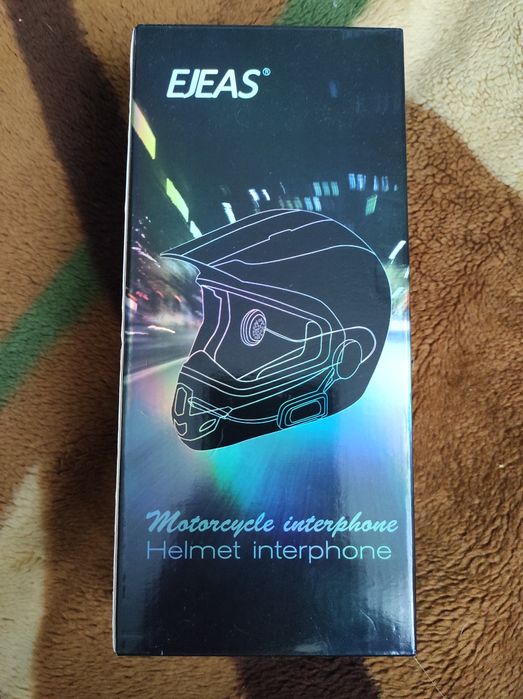 EJEAS®
Motorcycle interphone
Helmet interphone